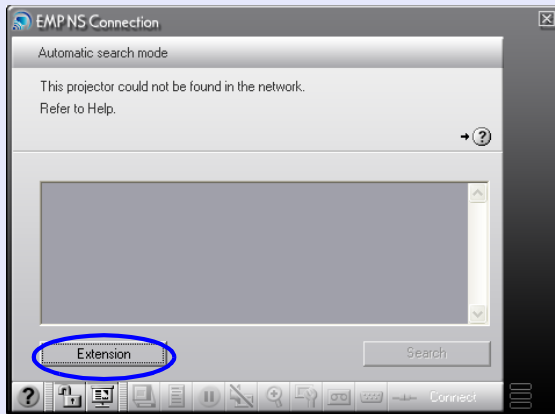 EMP NS Connection
Automatic search mode
This projector could not be found in the network.
Refer to Help.
Extension
Search
Connect